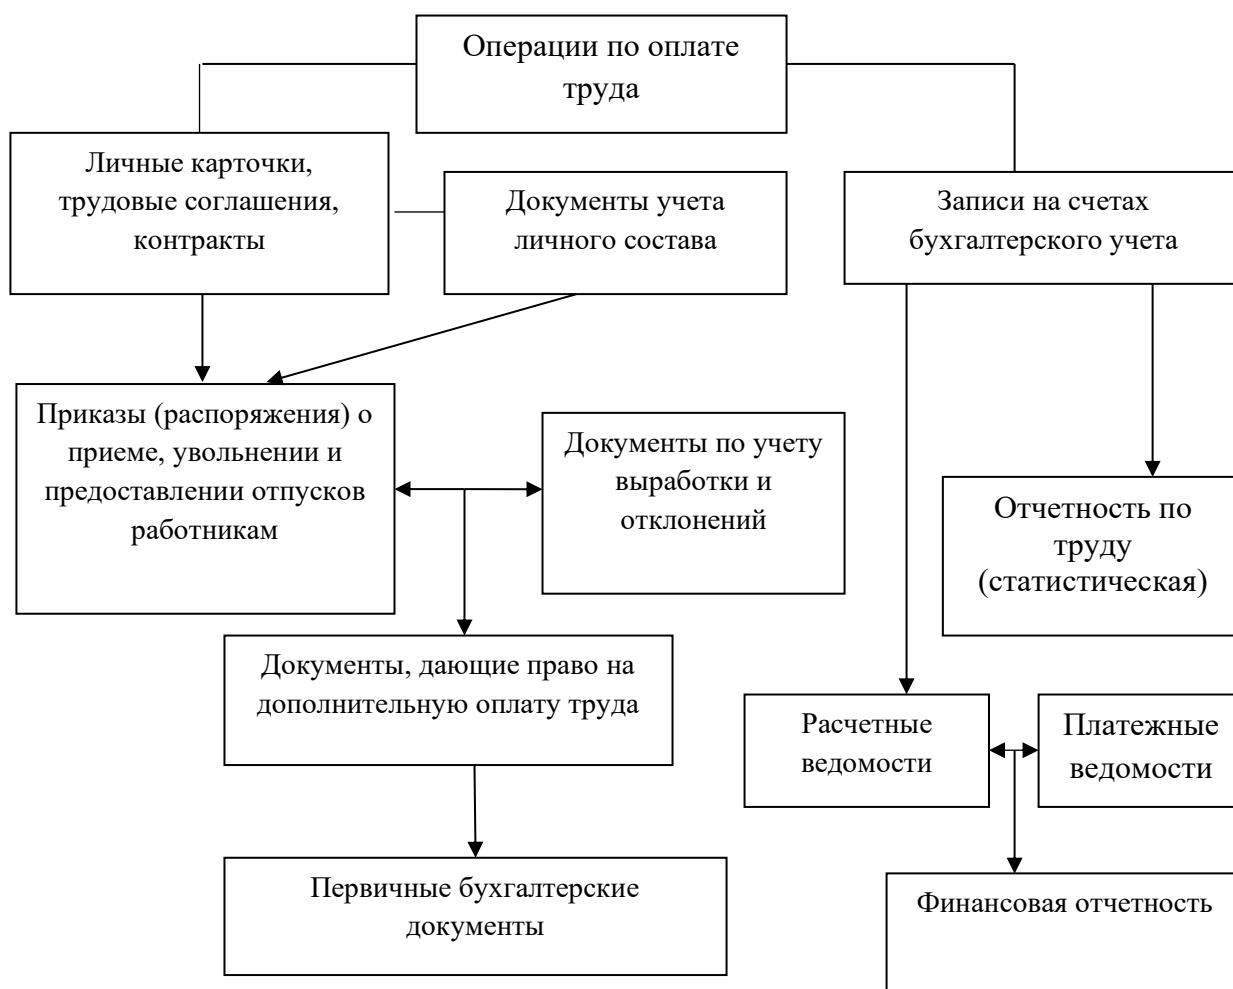 Операции по оплате
труда
Личные карточки,
трудовые соглашения,
контракты
Документы учета
личного состава
Записи на счетах
бухгалтерского учета
Приказы (распоряжения) о
приеме, увольнении и
предоставлении отпусков
работникам
Документы по учету
выработки и
отклонений
Отчетность по
труду
(статистическая)
Документы, дающие право на
дополнительную оплату труда
Расчетные
ведомости
Платежные
ведомости
Первичные бухгалтерские
документы
Финансовая отчетность